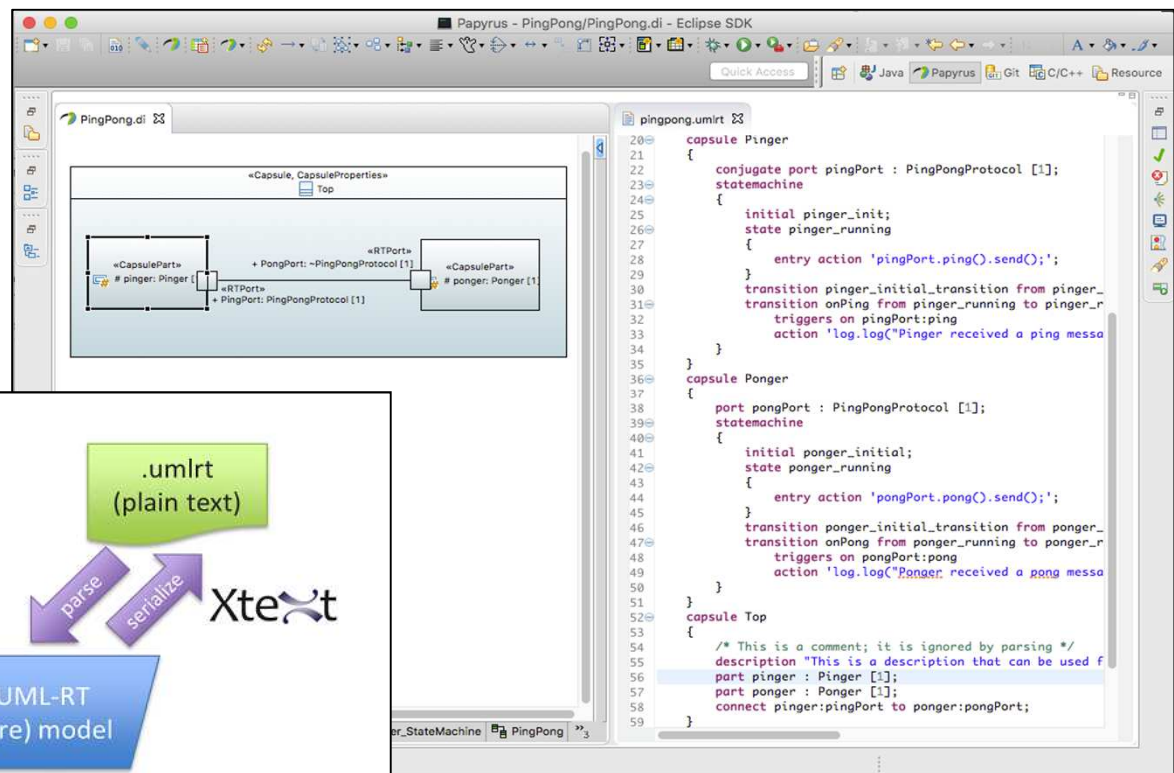 Papyrus - PingPong/PingPong.di - Eclipse SDK
Quick Access
Java Papyrus Git C/C++ Resource
PingPong.di
«Capsule, CapsuleProperties»
Top
«CapsulePart»
# pinger: Pinger [
«RTPort»
+ PongPort: ~PingPongProtocol [1]
«RTPort»
+ PingPort: PingPongProtocol [1]
«CapsulePart»
# ponger: Ponger [1]
er_StateMachine PingPong »3
pingpong.umlrt
20 capsule Pinger
21 {
22 conjugate port pingPort : PingPongProtocol [1];
23 statemachine
24 {
25 initial pinger_init;
26 state pinger_running
27 {
28 entry action 'pingPort.ping().send();';
29 }
30 transition pinger_initial_transition from pinger_
31 transition onPing from pinger_running to pinger_r
32 triggers on pingPort:ping
33 action 'log.log("Pinger received a ping messa
34 }
35 }
36 capsule Ponger
37 {
38 port pongPort : PingPongProtocol [1];
39 statemachine
40 {
41 initial ponger_initial;
42 state ponger_running
43 {
44 entry action 'pongPort.pong().send();';
45 }
46 transition ponger_initial_transition from ponger_
47 transition onPong from ponger_running to ponger_r
48 triggers on pongPort:pong
49 action 'log.log("Ponger received a pong messa
50 }
51 }
52 capsule Top
53 {
54 /* This is a comment; it is ignored by parsing */
55 description "This is a description that can be used f
56 part pinger : Pinger [1];
57 part ponger : Ponger [1];
58 connect pinger:pingPort to ponger:pongPort;
59 }
.umlrt
(plain text)
parse
serialize
Xtext
UML-RT
re) model